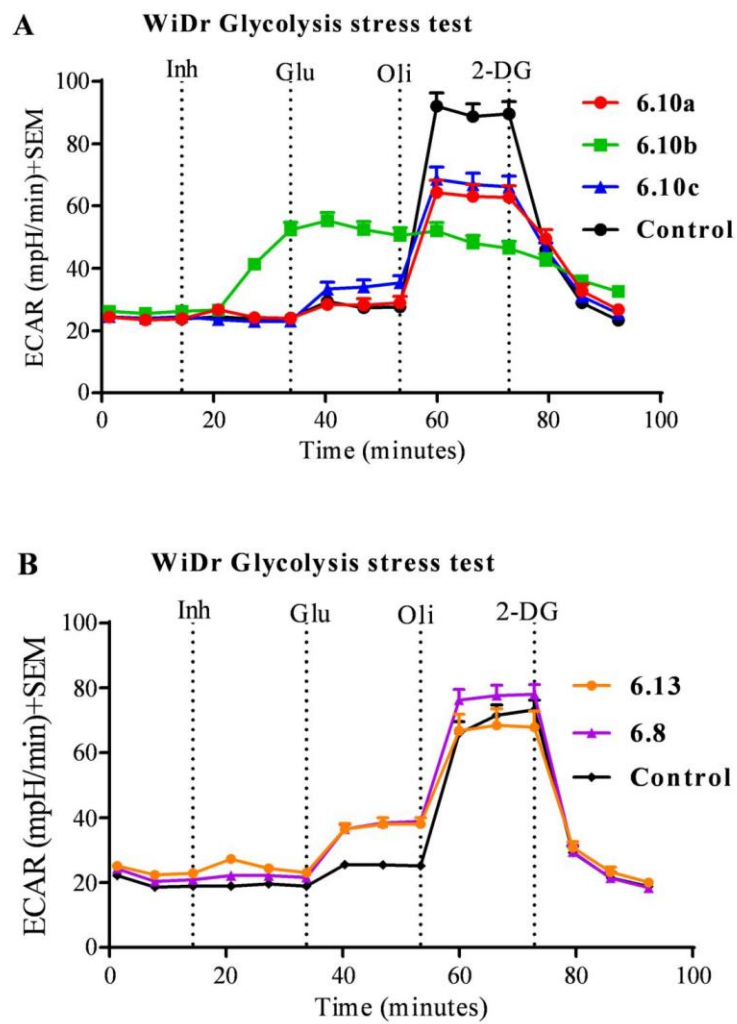 A
WiDr Glycolysis stress test
Inh Glu Oli 2-DG
ECAR (mpH/min)+SEM
100
80
60
40
20
0
6.10a
6.10b
6.10c
Control
0 20 40 60 80 100
Time (minutes)
B
WiDr Glycolysis stress test
Inh Glu Oli 2-DG
ECAR (mpH/min)+SEM
100
80
60
40
20
0
6.13
6.8
Control
0 20 40 60 80 100
Time (minutes)